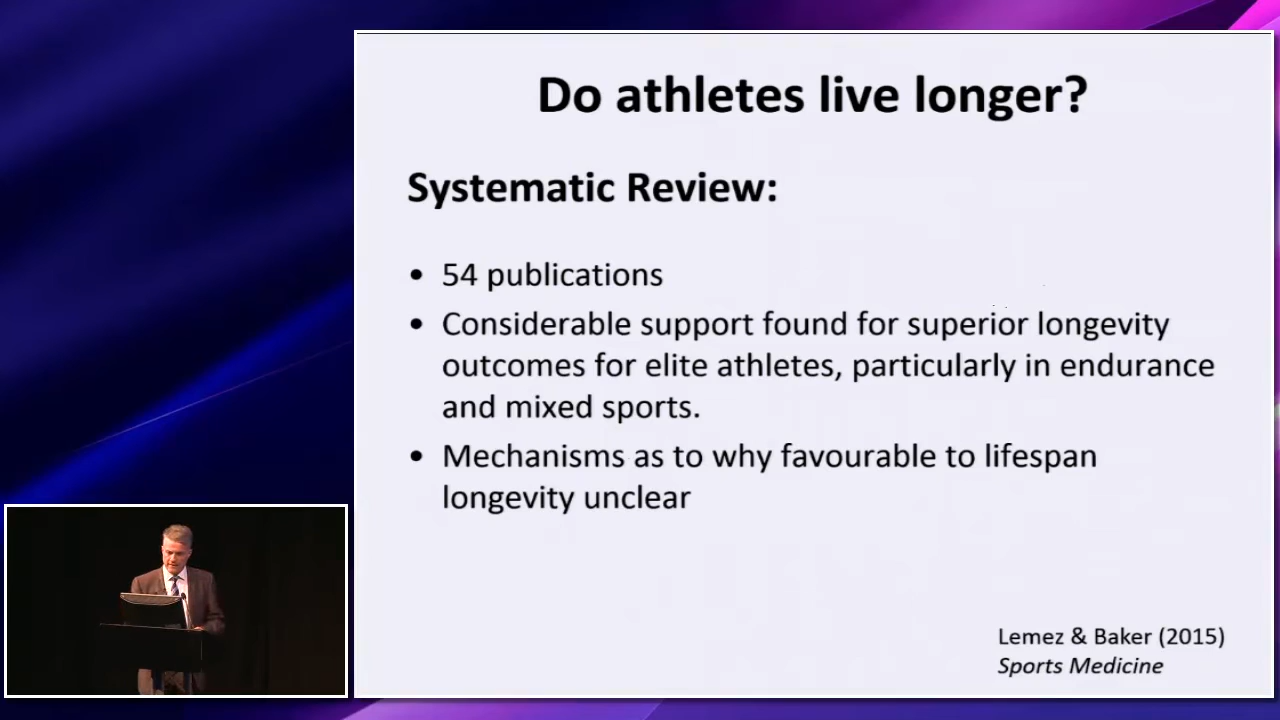 Do athletes live longer?
Systematic Review:
• 54 publications
• Considerable support found for superior longevity
outcomes for elite athletes, particularly in endurance
and mixed sports.
• Mechanisms as to why favourable to lifespan
longevity unclear
Lemez & Baker (2015)
Sports Medicine